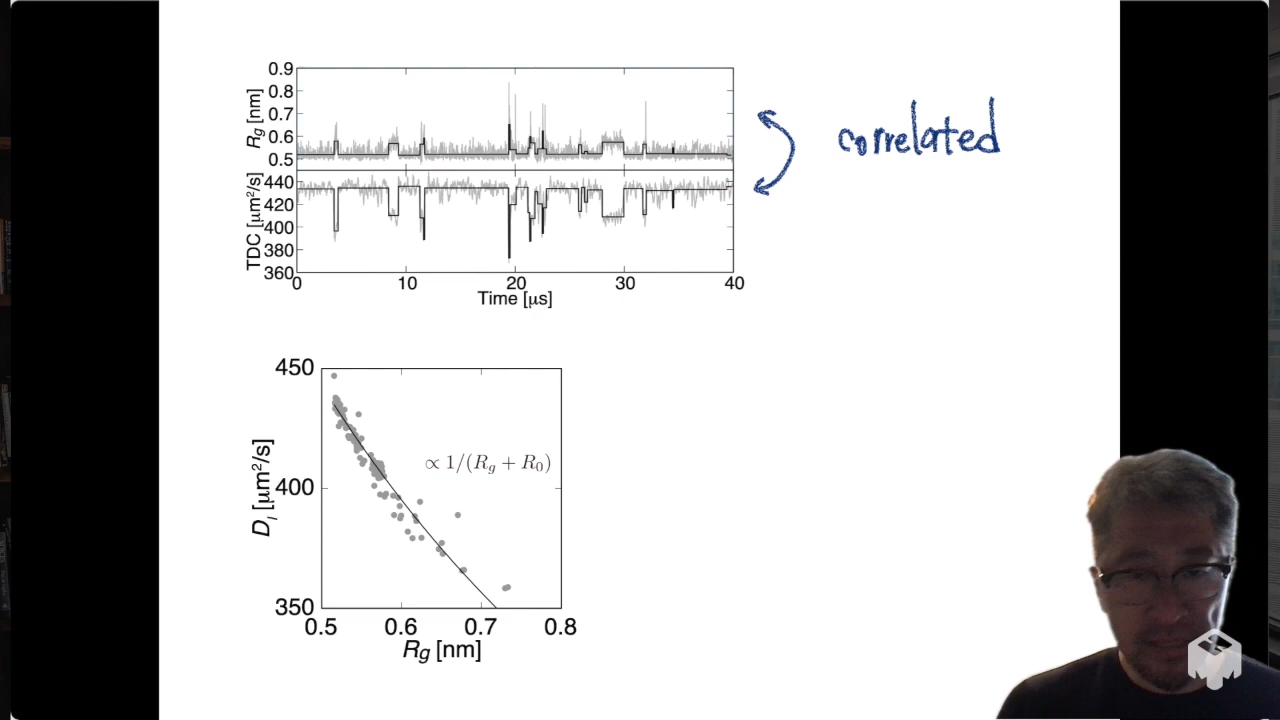 0.9
0.8
0.7
0.6
0.5
Rg [nm]
correlated
440
420
400
380
360
TDC [μm²/s]
0 10 20 30 40
Time [μs]
450
400
350
Dₗ [μm²/s]
∝ 1/(Rg + R₀)
0.5 0.6 0.7 0.8
Rg [nm]